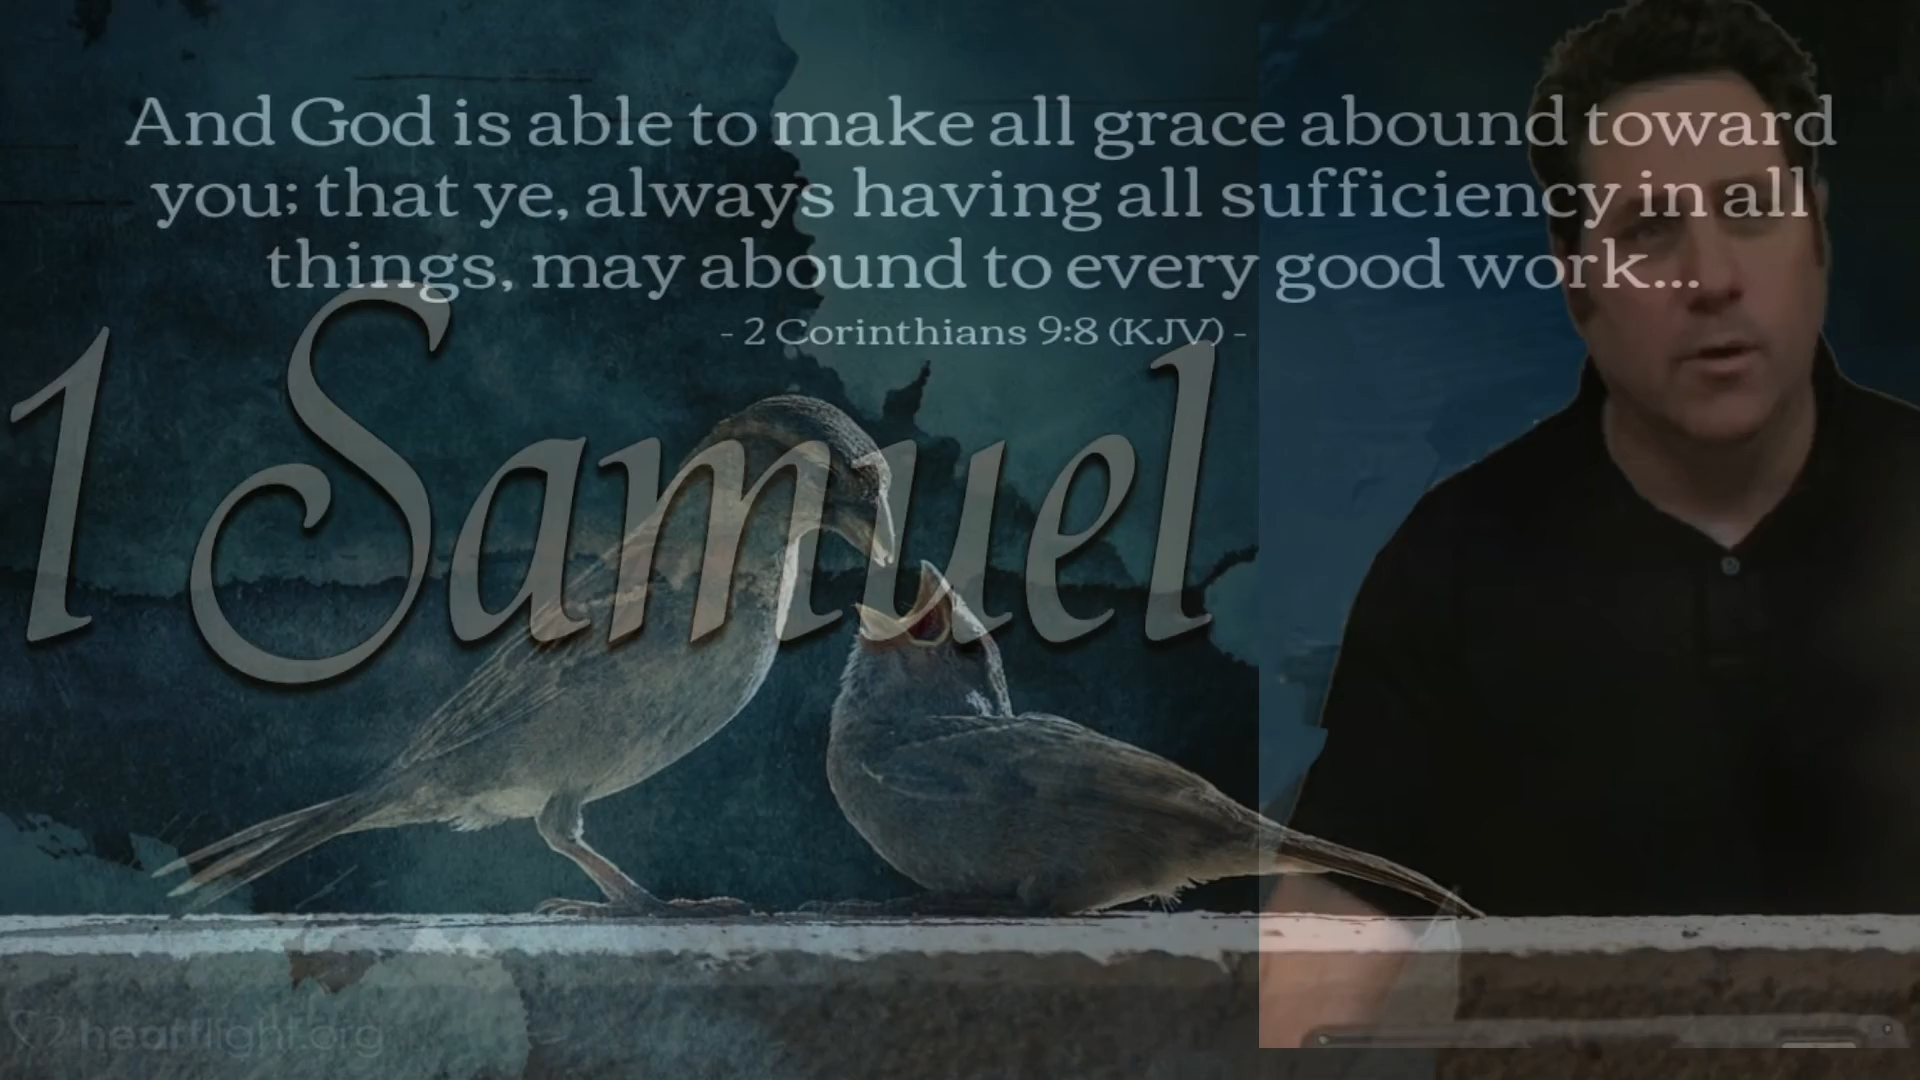 And God is able to make all grace abound toward
you; that ye, always having all sufficiency in all
things, may abound to every good work...
- 2 Corinthians 9:8 (KJV) -
1 Samuel
heartlight.org